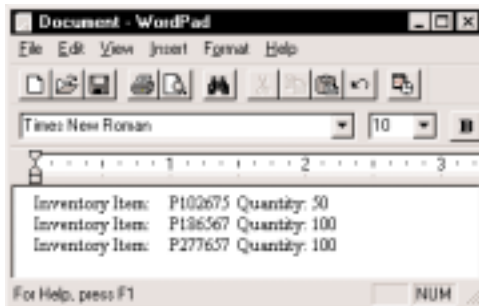 Document - WordPad
File Edit View Insert Format Help
Times New Roman 10 B
1 2 3
Inventory Item: P102675 Quantity: 50
Inventory Item: P186567 Quantity: 100
Inventory Item: P277657 Quantity: 100
For Help, press F1 NUM